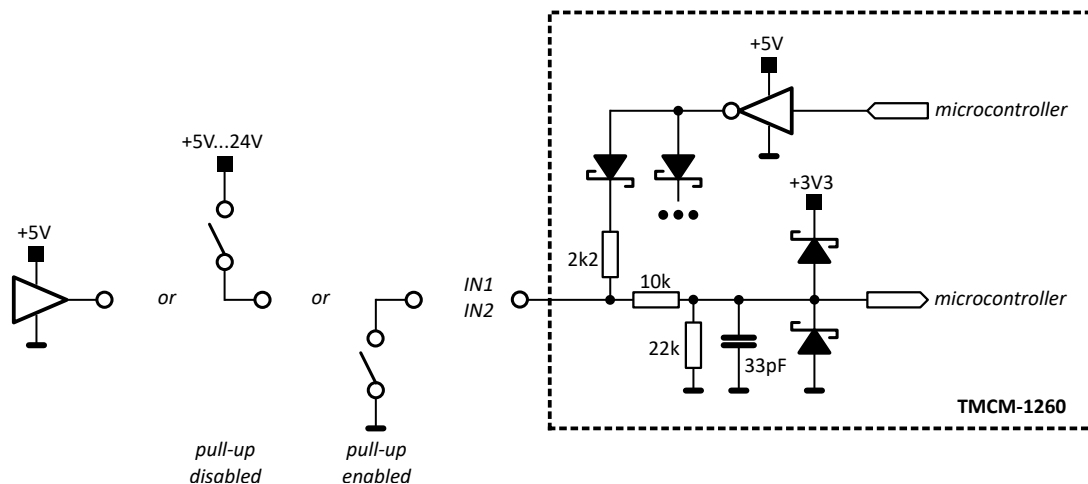 +5V
microcontroller
+5V...24V
+3V3
+5V
2k2
or
or
IN1
IN2
10k
microcontroller
22k
33pF
TMCM-1260
pull-up
disabled
pull-up
enabled